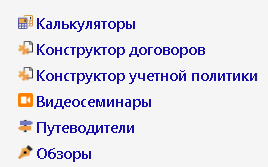 Калькуляторы
Конструктор договоров
Конструктор учетной политики
Видеосеминары
Путеводители
Обзоры